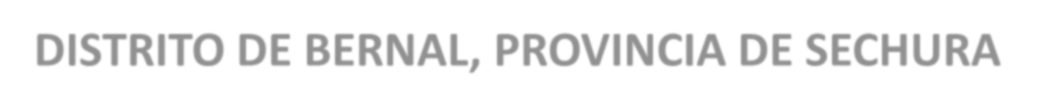 DISTRITO DE BERNAL, PROVINCIA DE SECHURA